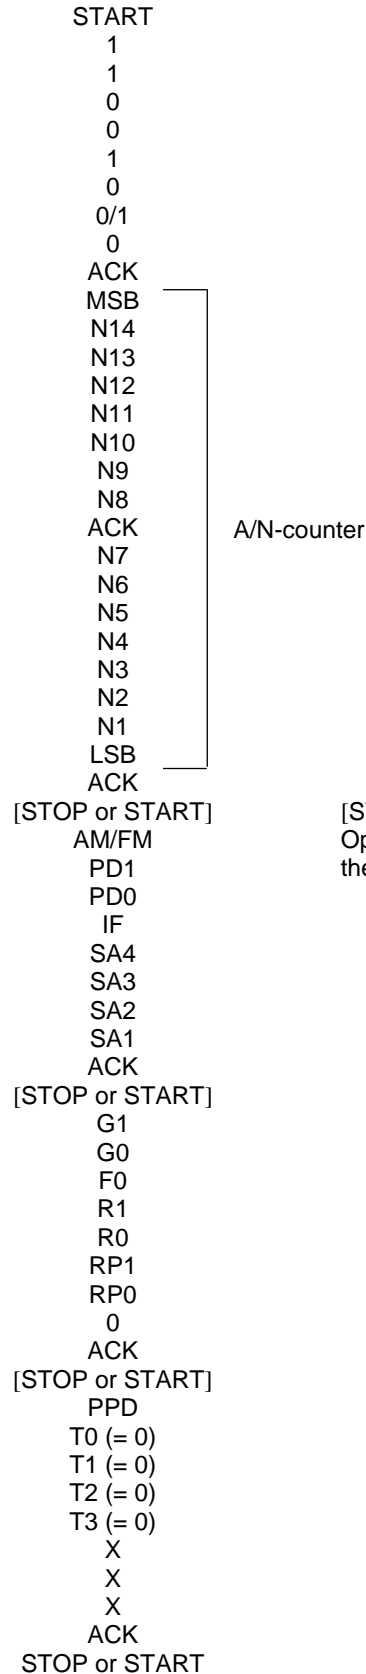 START
1
1
0
0
1
0
0/1
0
ACK
MSB
N14
N13
N12
N11
N10
N9
N8
ACK
A/N-counter
N7
N6
N5
N4
N3
N2
N1
LSB
ACK
[STOP or START]
AM/FM
PD1
PD0
IF
SA4
SA3
SA2
SA1
ACK
[STOP or START]
G1
G0
F0
R1
R0
RP1
RP0
0
ACK
[STOP or START]
PPD
T0 (= 0)
T1 (= 0)
T2 (= 0)
T3 (= 0)
X
X
X
ACK
STOP or START